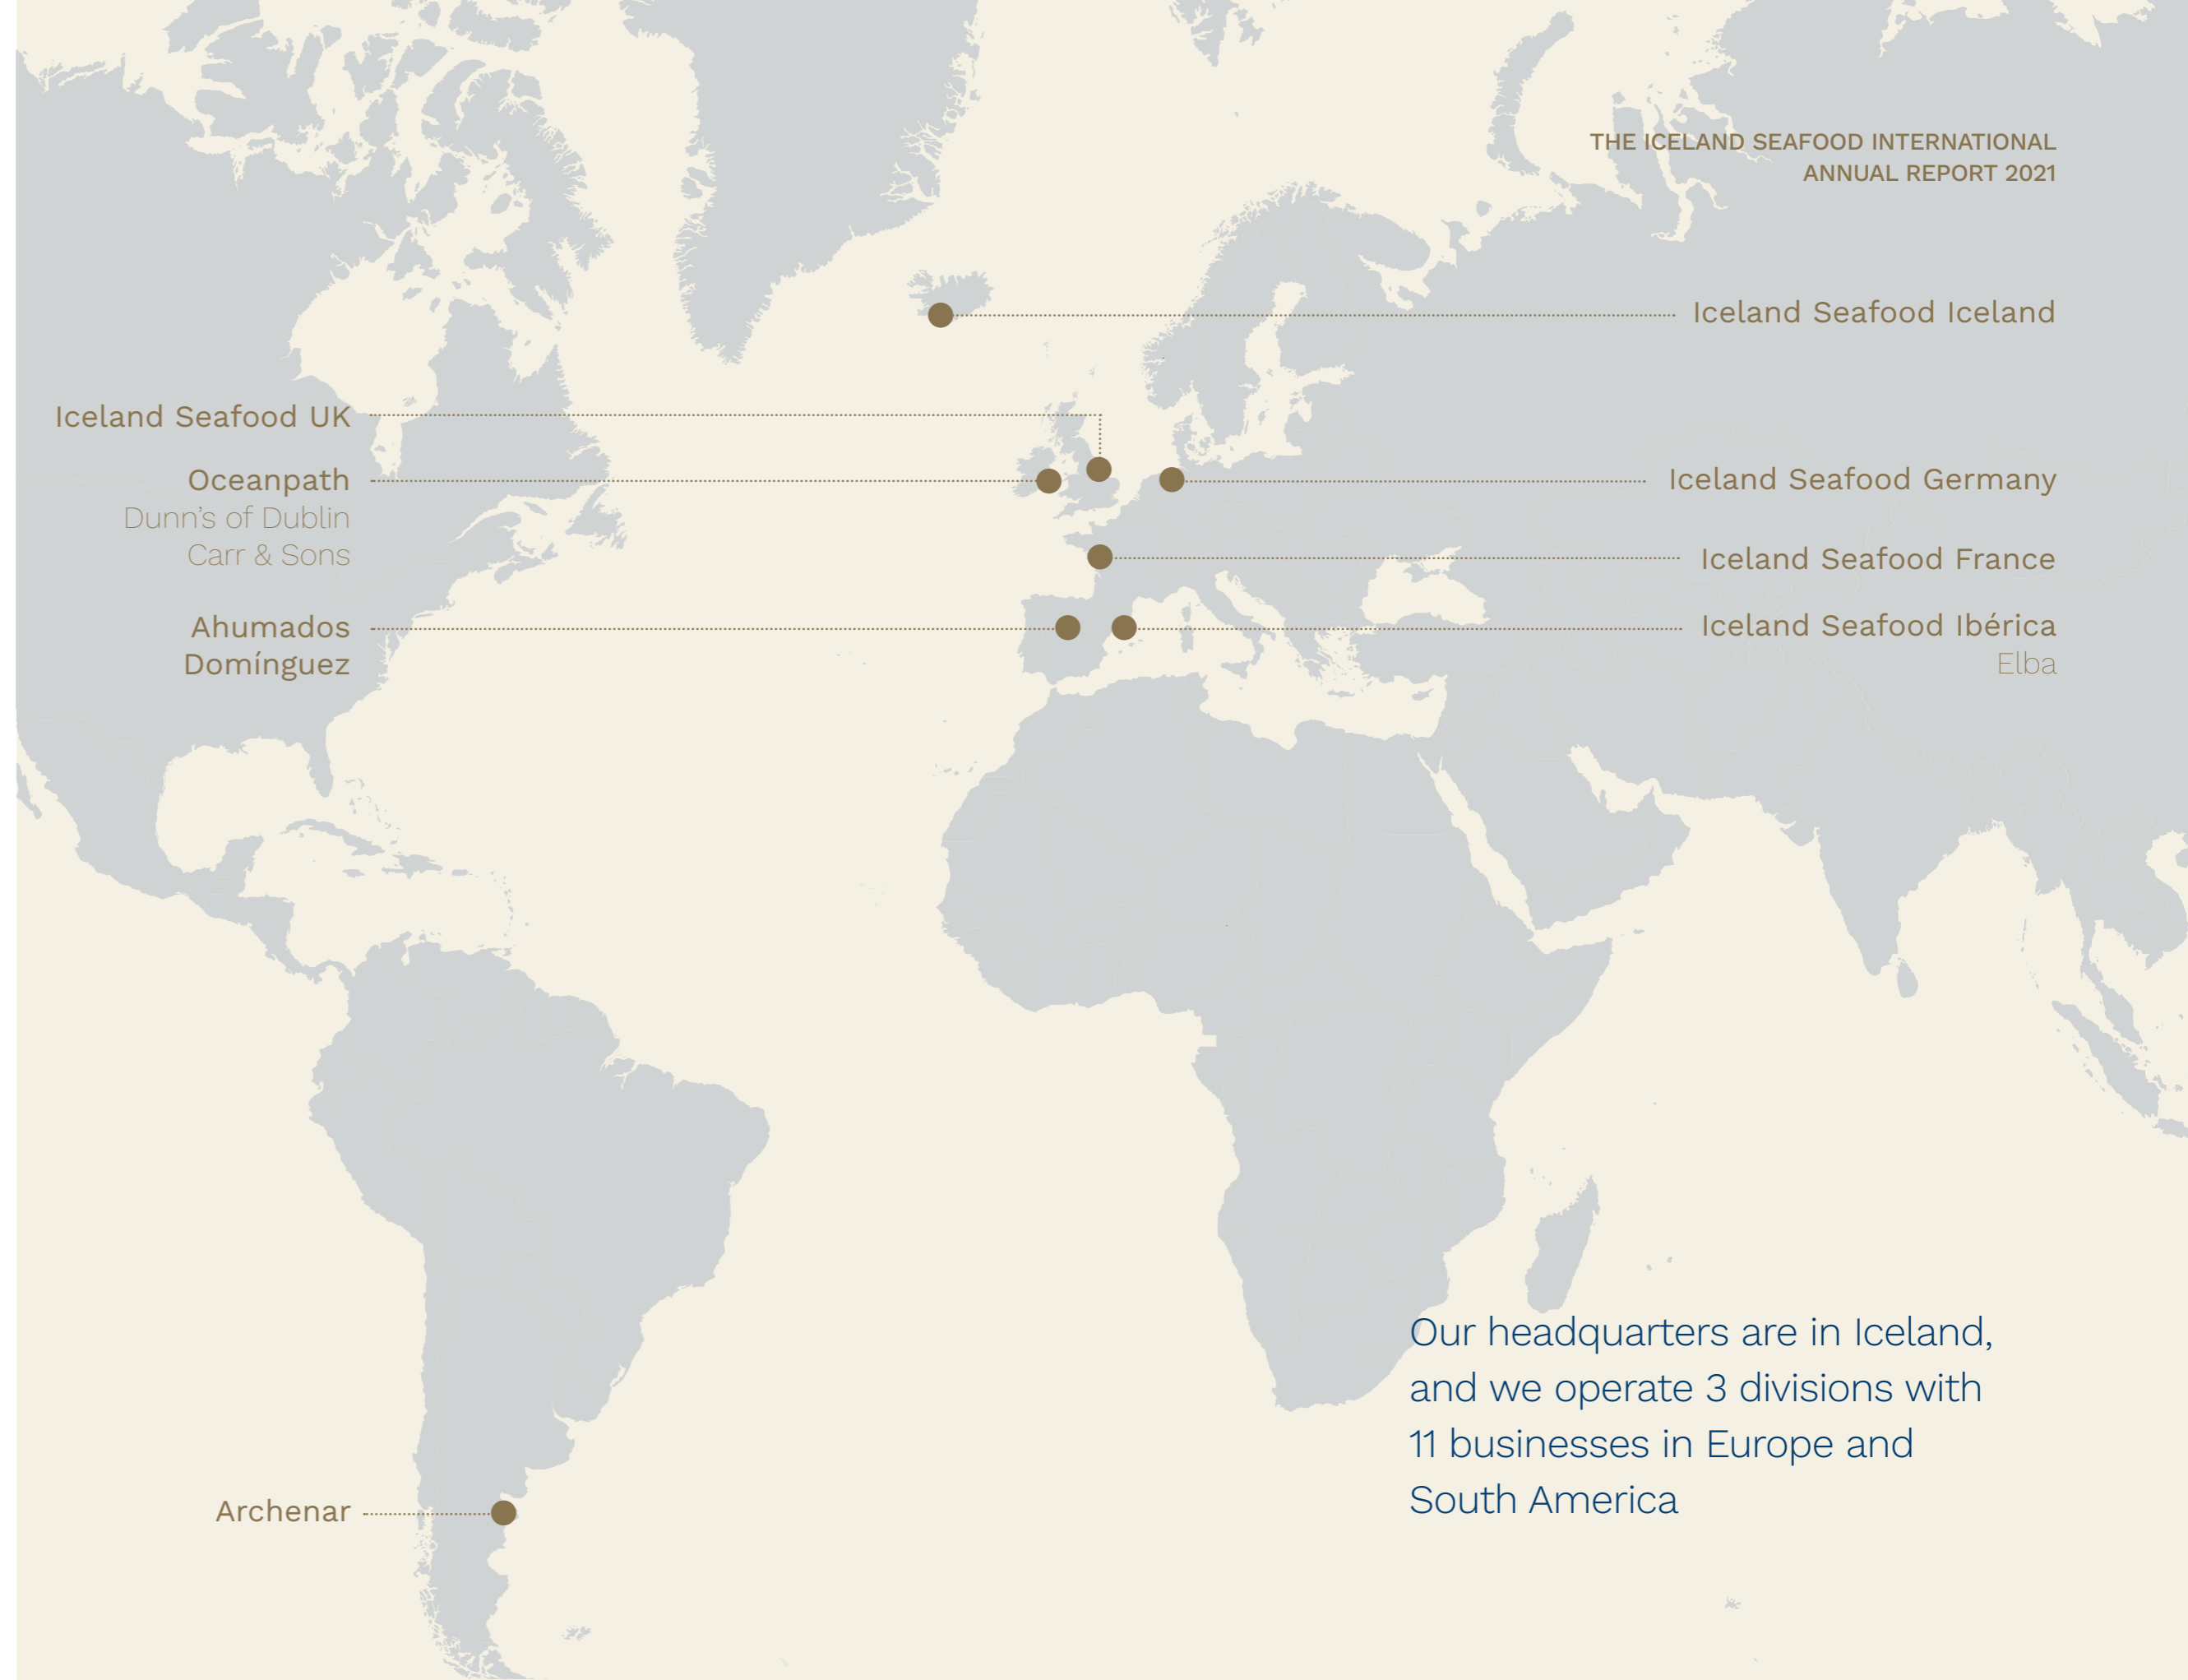 THE ICELAND SEAFOOD INTERNATIONAL
ANNUAL REPORT 2021
Iceland Seafood Iceland
Iceland Seafood UK
Oceanpath
Dunn's of Dublin
Carr & Sons
Iceland Seafood Germany
Iceland Seafood France
Ahumados
Domínguez
Iceland Seafood Ibérica
Elba
Our headquarters are in Iceland,
and we operate 3 divisions with
11 businesses in Europe and
South America
Archenar